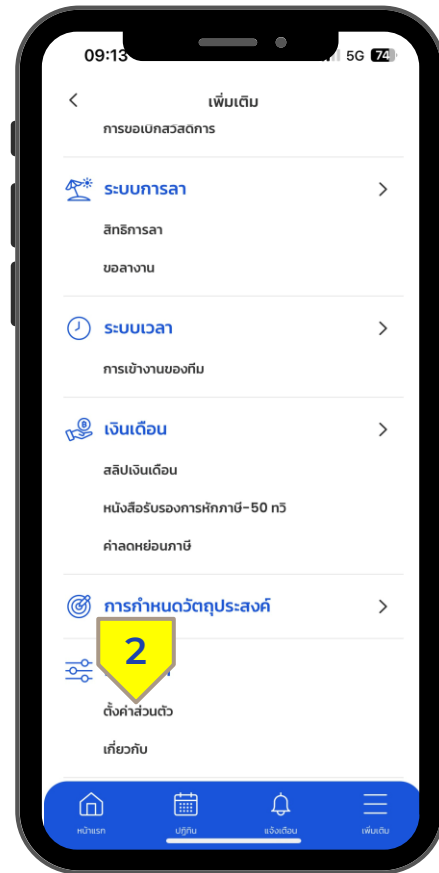 09:13
5G 74
เพิ่มเติม
การขอเบิกสวัสดิการ
ระบบการลา
สิทธิการลา
ขอลางาน
ระบบเวลา
การเข้างานของทีม
เงินเดือน
สลิปเงินเดือน
หนังสือรับรองการหักภาษี-50 ทวิ
ค่าลดหย่อนภาษี
การกำหนดวัตถุประสงค์
2
ตั้งค่าส่วนตัว
เกี่ยวกับ
หน้าแรก ปฏิทิน แจ้งเตือน เพิ่มเติม